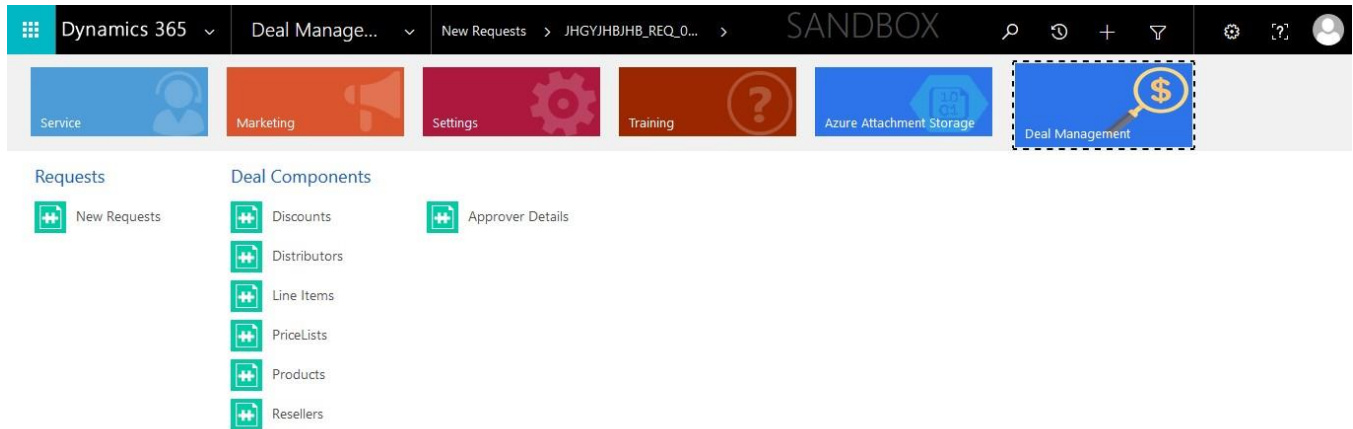 Dynamics 365 Deal Manage... New Requests > JHGYJHBJHB_REQ_0... > SANDBOX
Service Marketing Settings Training Azure Attachment Storage Deal Management
Requests Deal Components
New Requests Discounts Approver Details
Distributors
Line Items
PriceLists
Products
Resellers